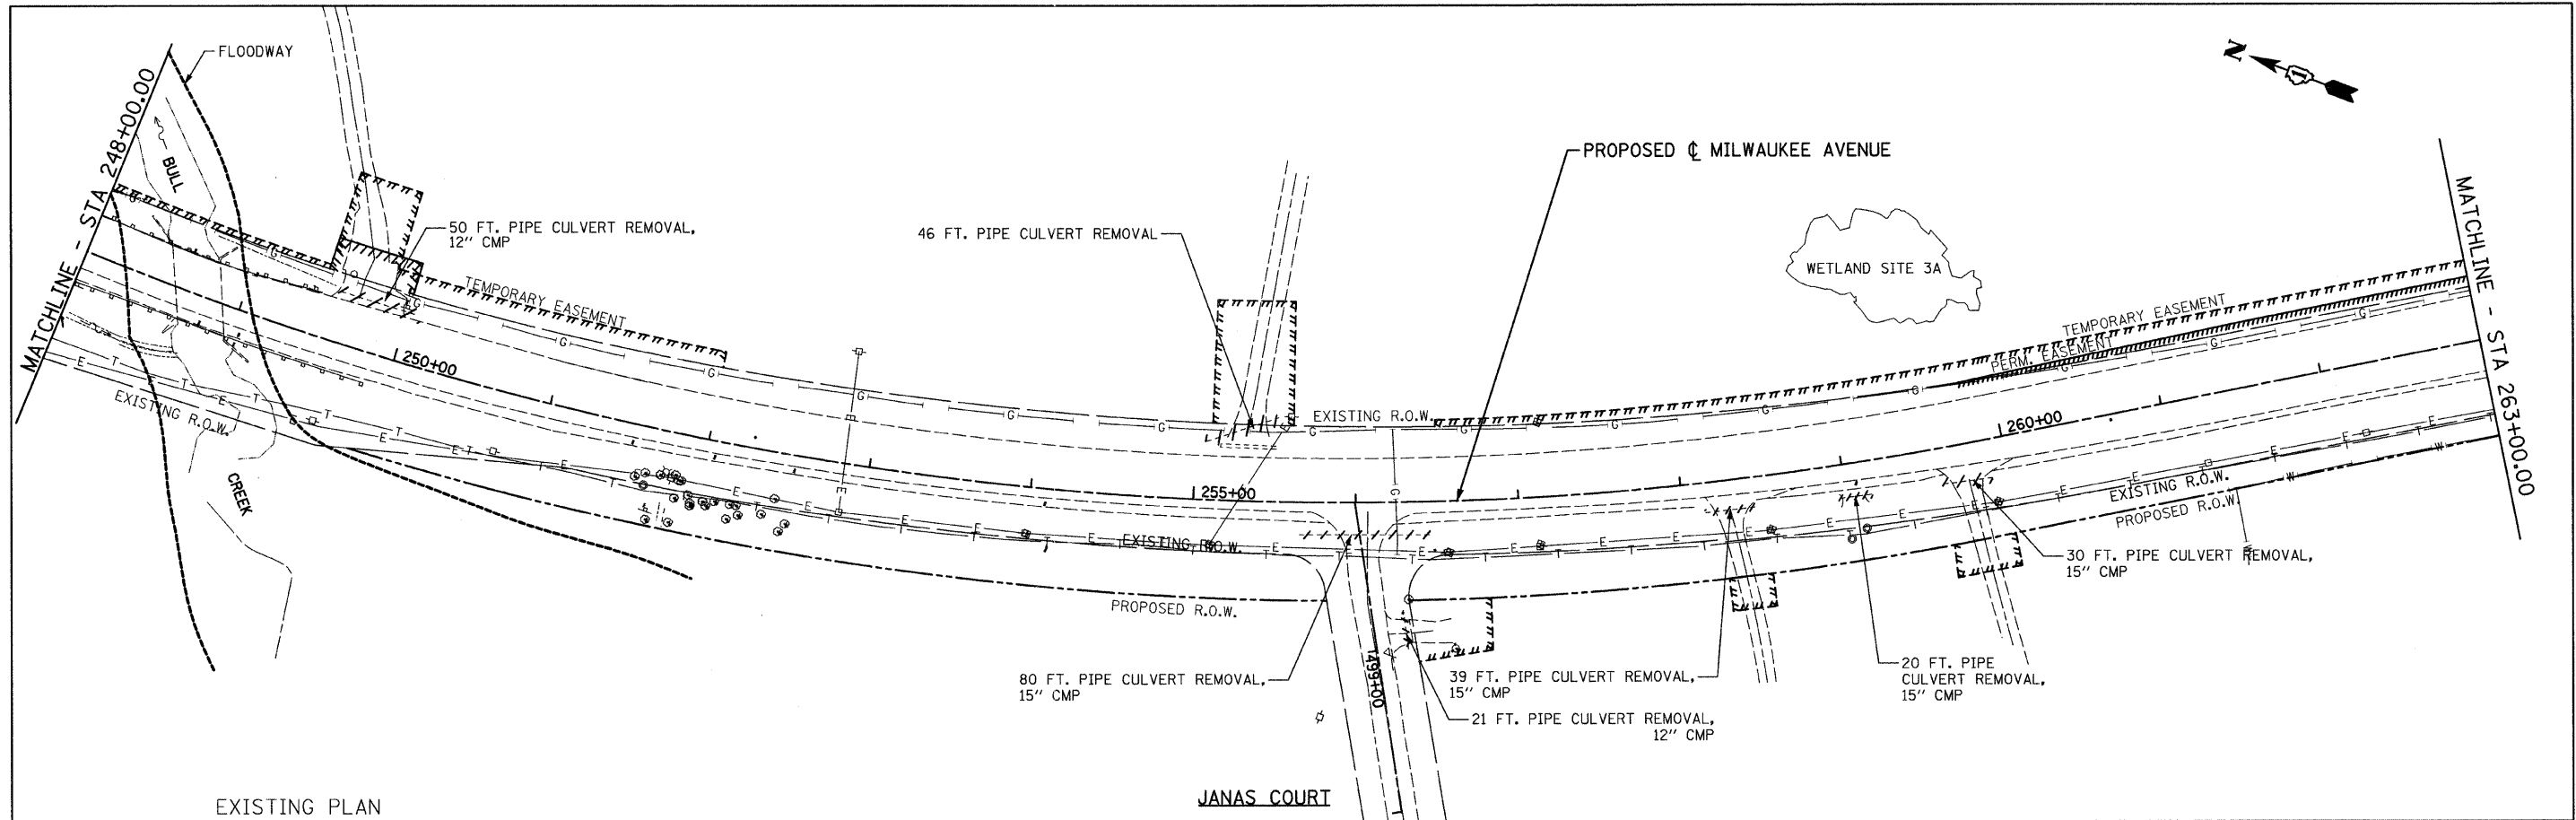 FLOODWAY
N
MATCHLINE - STA 248+00.00
BULL
PROPOSED ℄ MILWAUKEE AVENUE
MATCHLINE - STA 263+00.00
50 FT. PIPE CULVERT REMOVAL,
12" CMP
46 FT. PIPE CULVERT REMOVAL
WETLAND SITE 3A
TEMPORARY EASEMENT
TEMPORARY EASEMENT
PERM. EASEMENT
250+00
EXISTING R.O.W.
EXISTING R.O.W.
260+00
CREEK
255+00
EXISTING R.O.W.
EXISTING R.O.W.
PROPOSED R.O.W.
PROPOSED R.O.W.
30 FT. PIPE CULVERT REMOVAL,
15" CMP
80 FT. PIPE CULVERT REMOVAL,
15" CMP
1499+00
39 FT. PIPE CULVERT REMOVAL,
15" CMP
20 FT. PIPE
CULVERT REMOVAL,
15" CMP
21 FT. PIPE CULVERT REMOVAL,
12" CMP
EXISTING PLAN
JANAS COURT